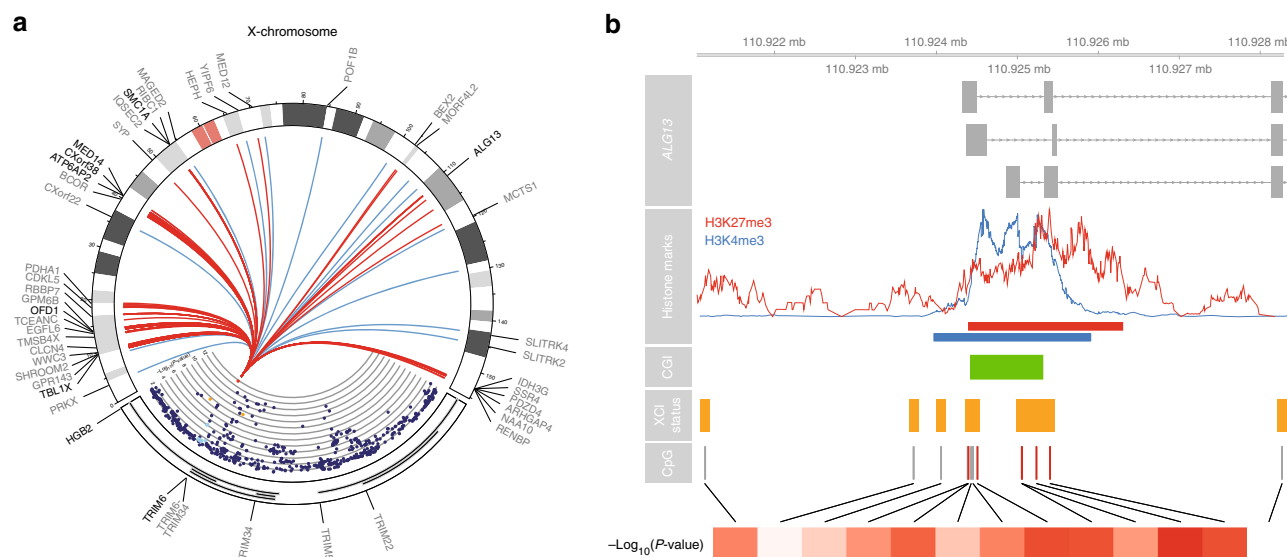 a
X-chromosome
MAGED2
RIBC1
SMC1A
IQSEC2
SYP
HEPH
YIPF6
MED12
POF1B
BEX2
MORF4L2
ALG13
MCTS1
MED14
CXorf38
ATP6AP2
BCOR
CXorf22
PDHA1
CDKL5
RBBP7
GPM6B
OFD1
TCEANC
EGFL6
TMSB4X
CLCN4
WWC3
SHROOM2
GPR143
TBL1X
PRKX
HGB2
SLITRK4
SLITRK2
IDH3G
SSR4
PDZD4
ARHGAP4
NAA10
RENBP
–Log10(P-value)
TRIM6
TRIM6-
TRIM34
TRIM34
TRIM22
b
110.922 mb
110.924 mb
110.926 mb
110.928 mb
110.923 mb
110.925 mb
110.927 mb
ALG13
Histone marks
H3K27me3
H3K4me3
CGI
XCI
status
CpG
–Log10(P-value)